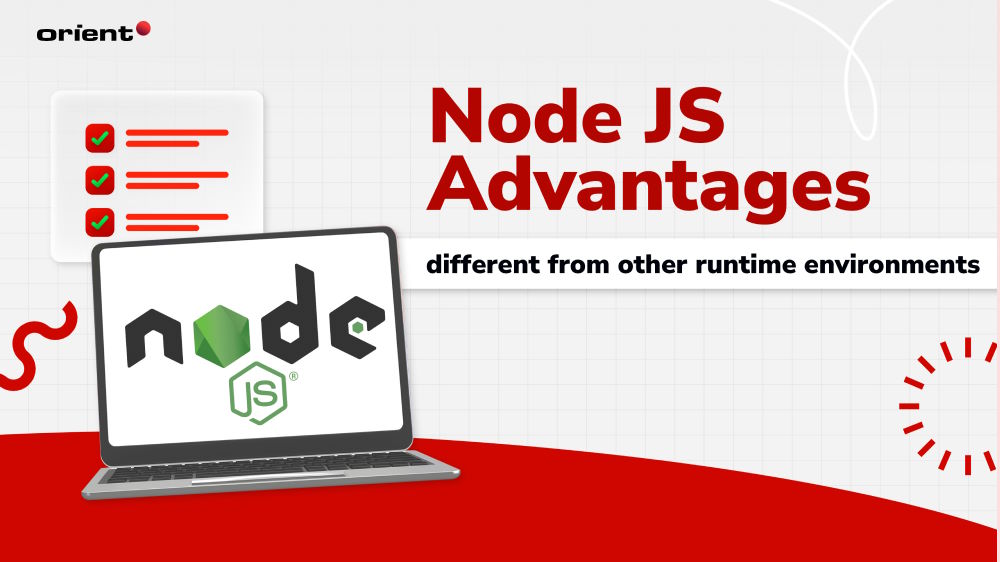 orient
Node JS
Advantages
different from other runtime environments
node
JS®